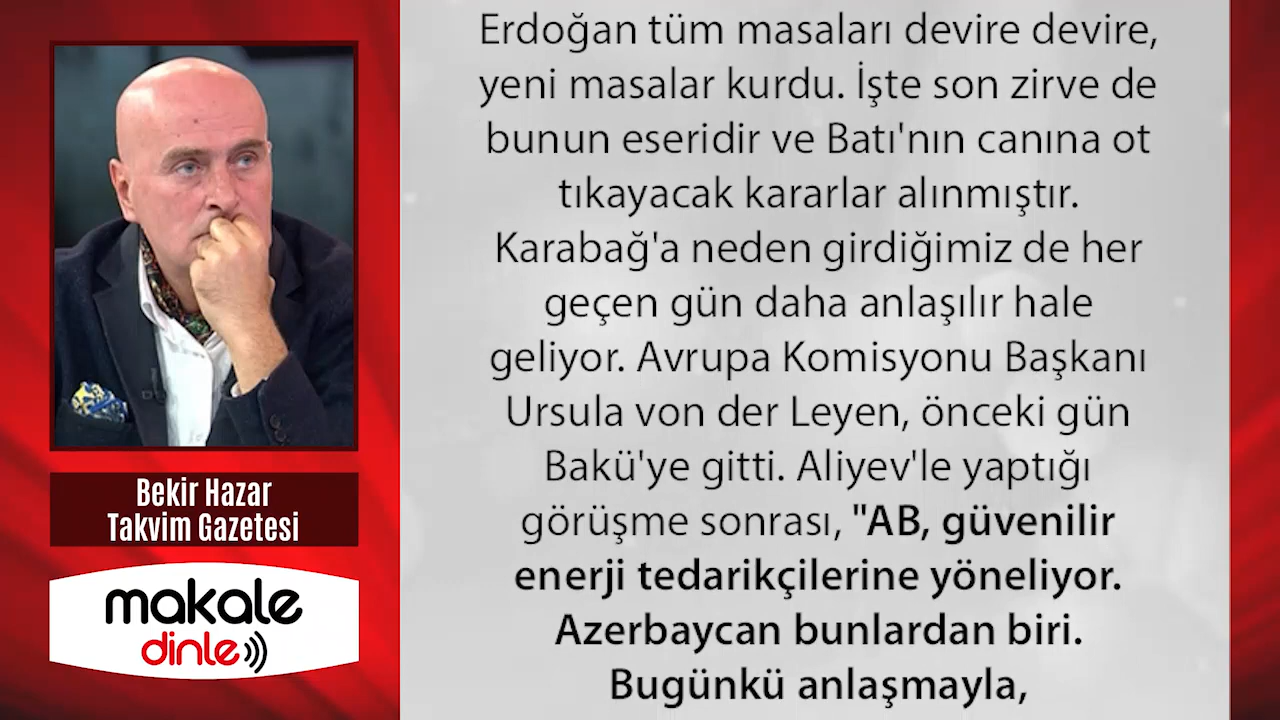 Erdoğan tüm masaları devire devire,
yeni masalar kurdu. İşte son zirve de
bunun eseridir ve Batı'nın canına ot
tıkayacak kararlar alınmıştır.
Karabağ'a neden girdiğimiz de her
geçen gün daha anlaşılır hale
geliyor. Avrupa Komisyonu Başkanı
Ursula von der Leyen, önceki gün
Bakü'ye gitti. Aliyev'le yaptığı
görüşme sonrası, "AB, güvenilir
enerji tedarikçilerine yöneliyor.
Azerbaycan bunlardan biri.
Bugünkü anlaşmayla,
Bekir Hazar
Takvim Gazetesi
makale
dinle